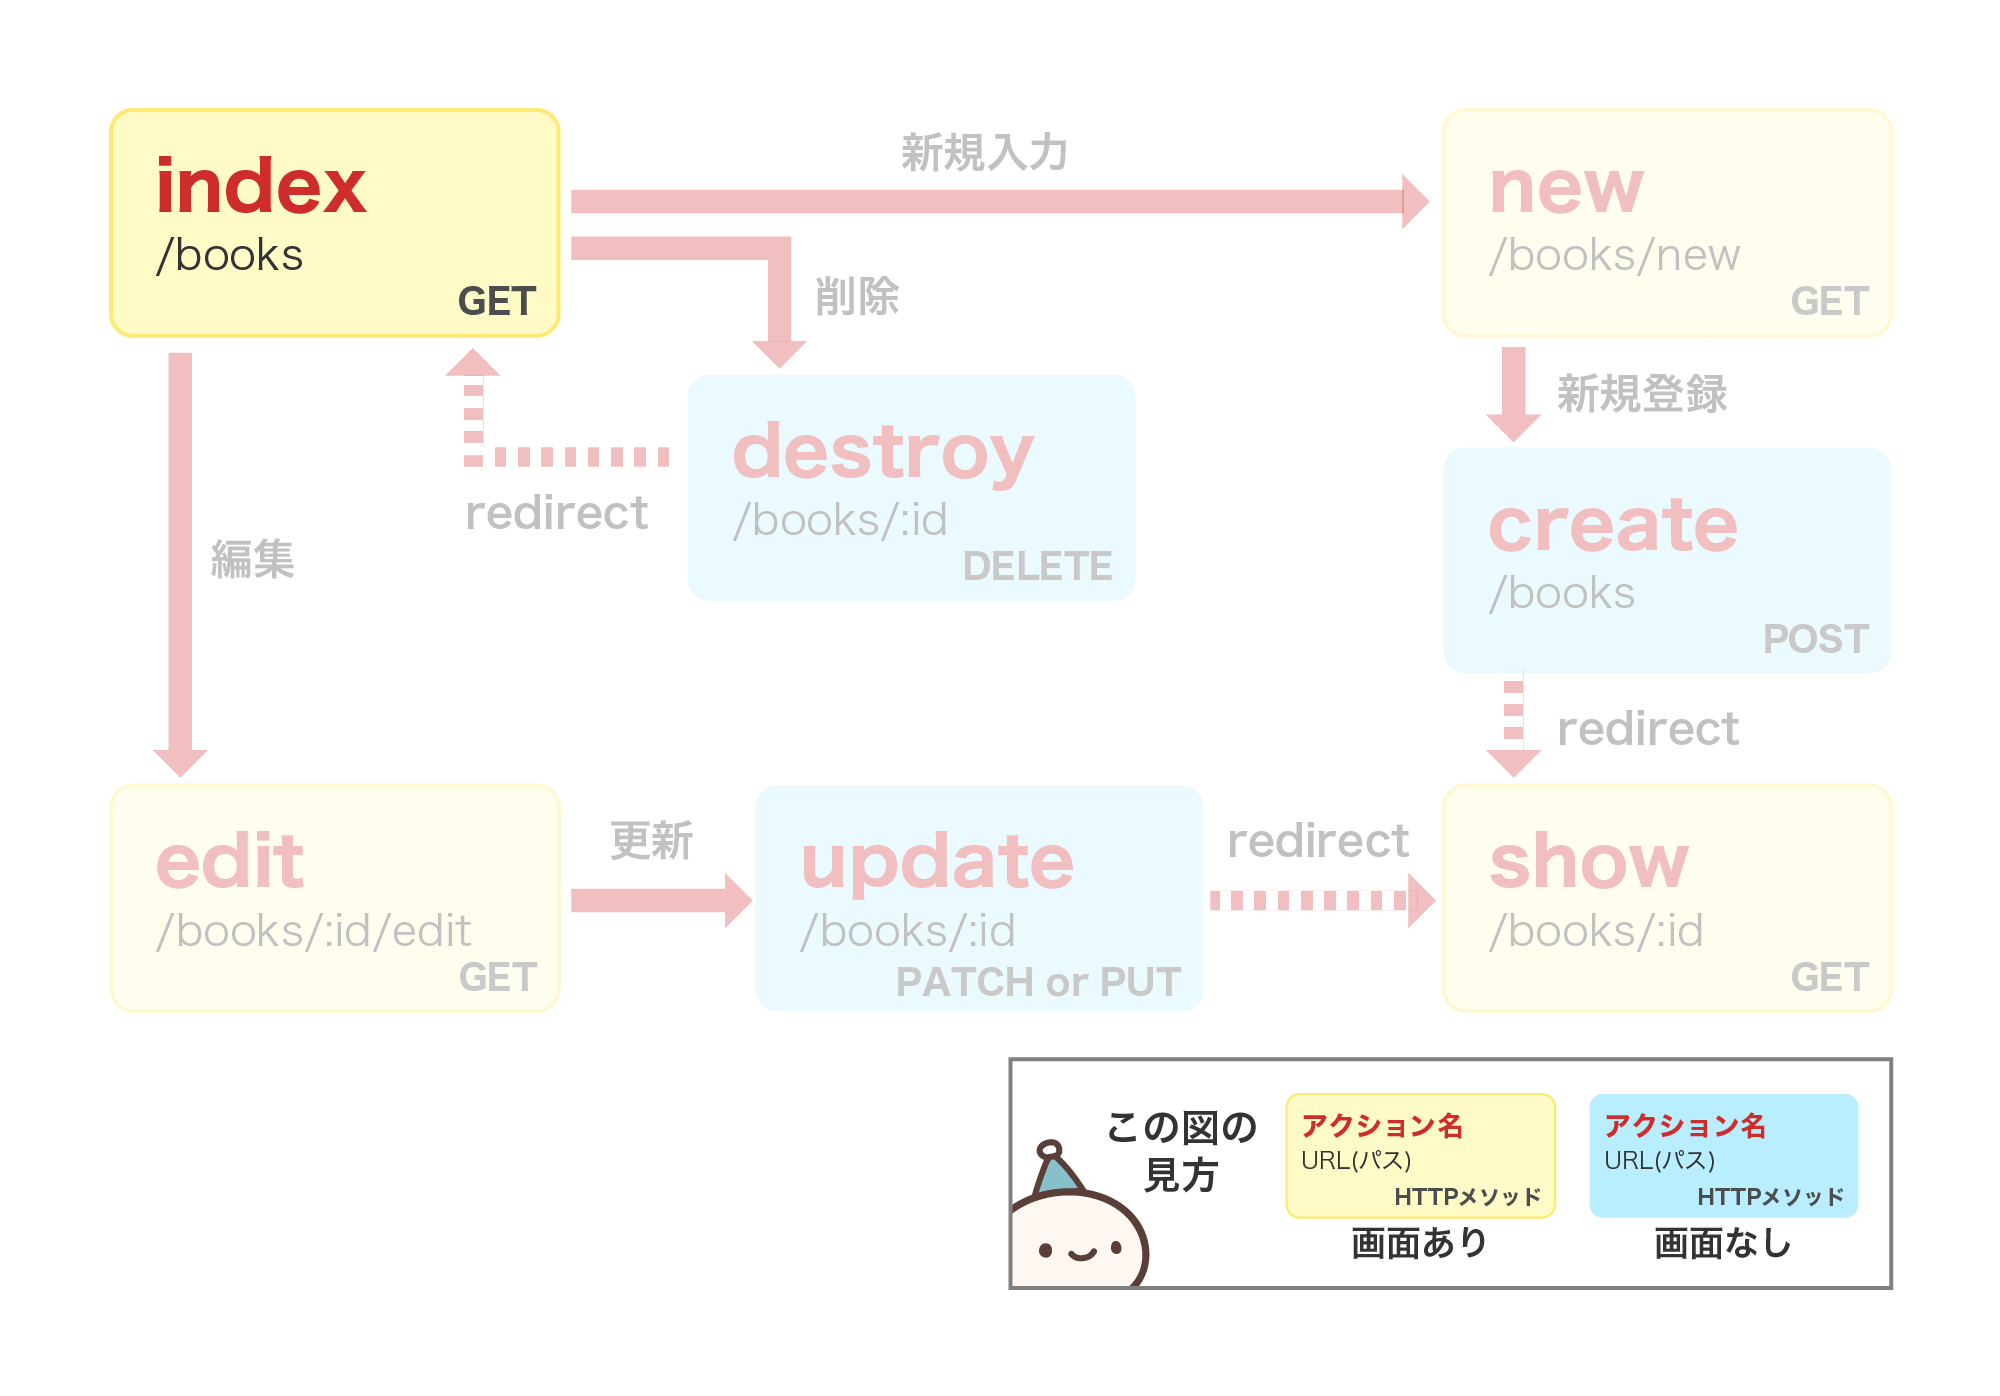 index
/books
GET
新規入力
new
/books/new
GET
削除
新規登録
destroy
/books/:id
DELETE
redirect
create
/books
POST
編集
redirect
edit
/books/:id/edit
GET
更新
update
/books/:id
PATCH or PUT
redirect
show
/books/:id
GET
この図の
見方
アクション名
URL(パス)
HTTPメソッド
画面あり
アクション名
URL(パス)
HTTPメソッド
画面なし